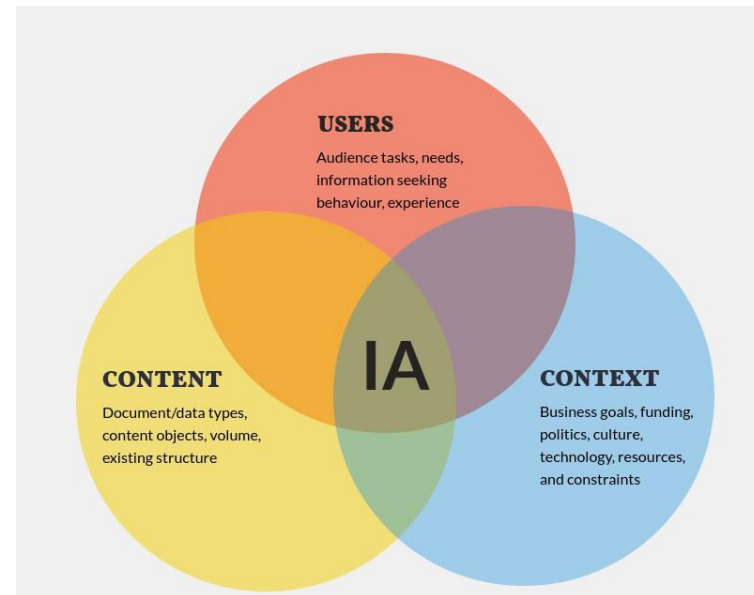 USERS
Audience tasks, needs,
information seeking
behaviour, experience
IA
CONTENT
Document/data types,
content objects, volume,
existing structure
CONTEXT
Business goals, funding,
politics, culture,
technology, resources,
and constraints